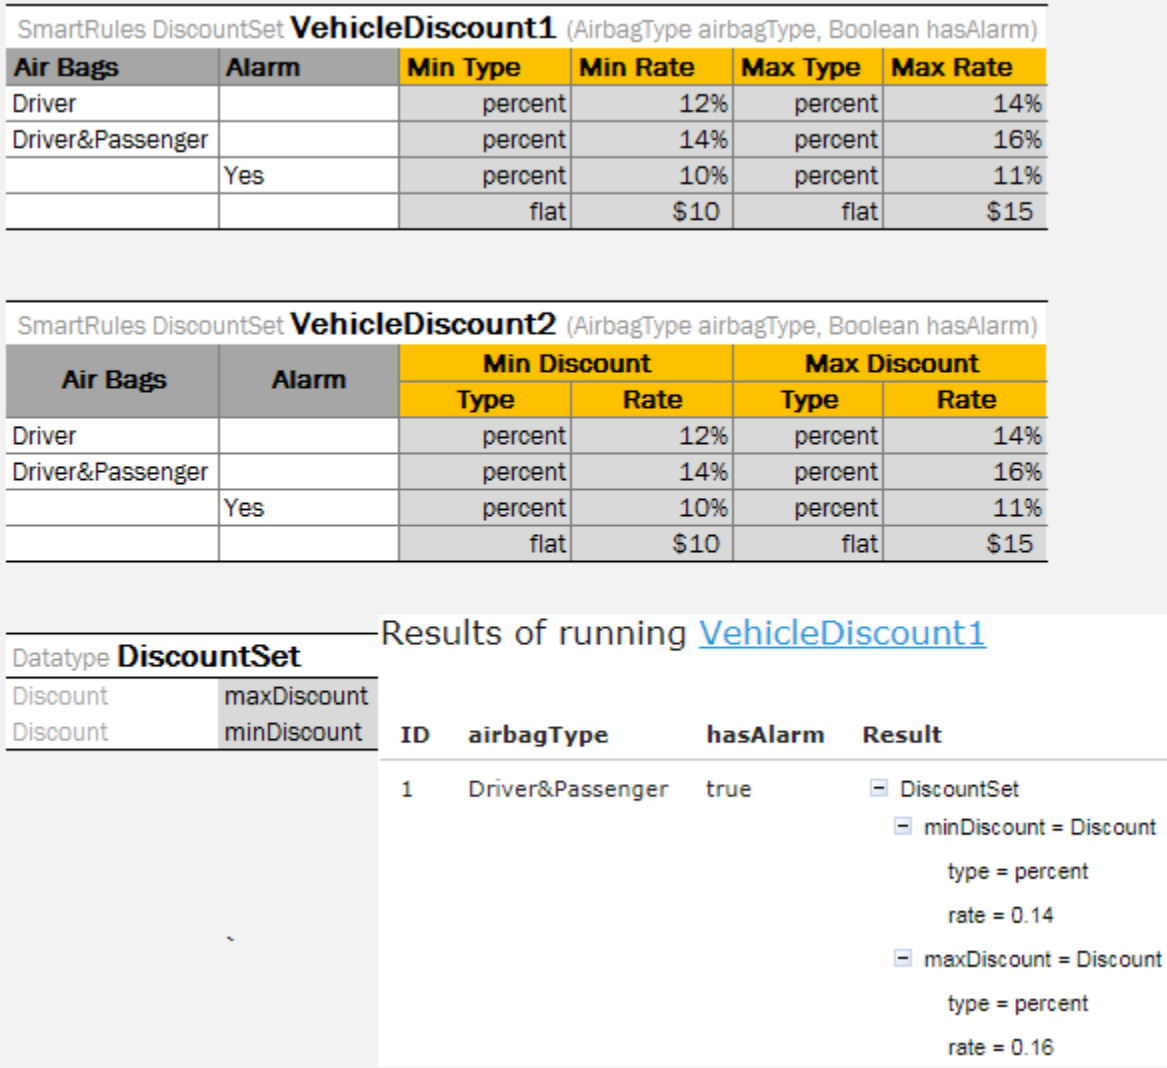 SmartRules DiscountSet VehicleDiscount1 (AirbagType airbagType, Boolean hasAlarm)
Air Bags Alarm Min Type Min Rate Max Type Max Rate
Driver percent 12% percent 14%
Driver&Passenger percent 14% percent 16%
Yes percent 10% percent 11%
flat $10 flat $15
SmartRules DiscountSet VehicleDiscount2 (AirbagType airbagType, Boolean hasAlarm)
Air Bags Alarm Min Discount Max Discount
Type Rate Type Rate
Driver percent 12% percent 14%
Driver&Passenger percent 14% percent 16%
Yes percent 10% percent 11%
flat $10 flat $15
Datatype DiscountSet
Discount maxDiscount
Discount minDiscount
Results of running VehicleDiscount1
ID airbagType hasAlarm Result
1 Driver&Passenger true DiscountSet
minDiscount = Discount
type = percent
rate = 0.14
maxDiscount = Discount
type = percent
rate = 0.16
`